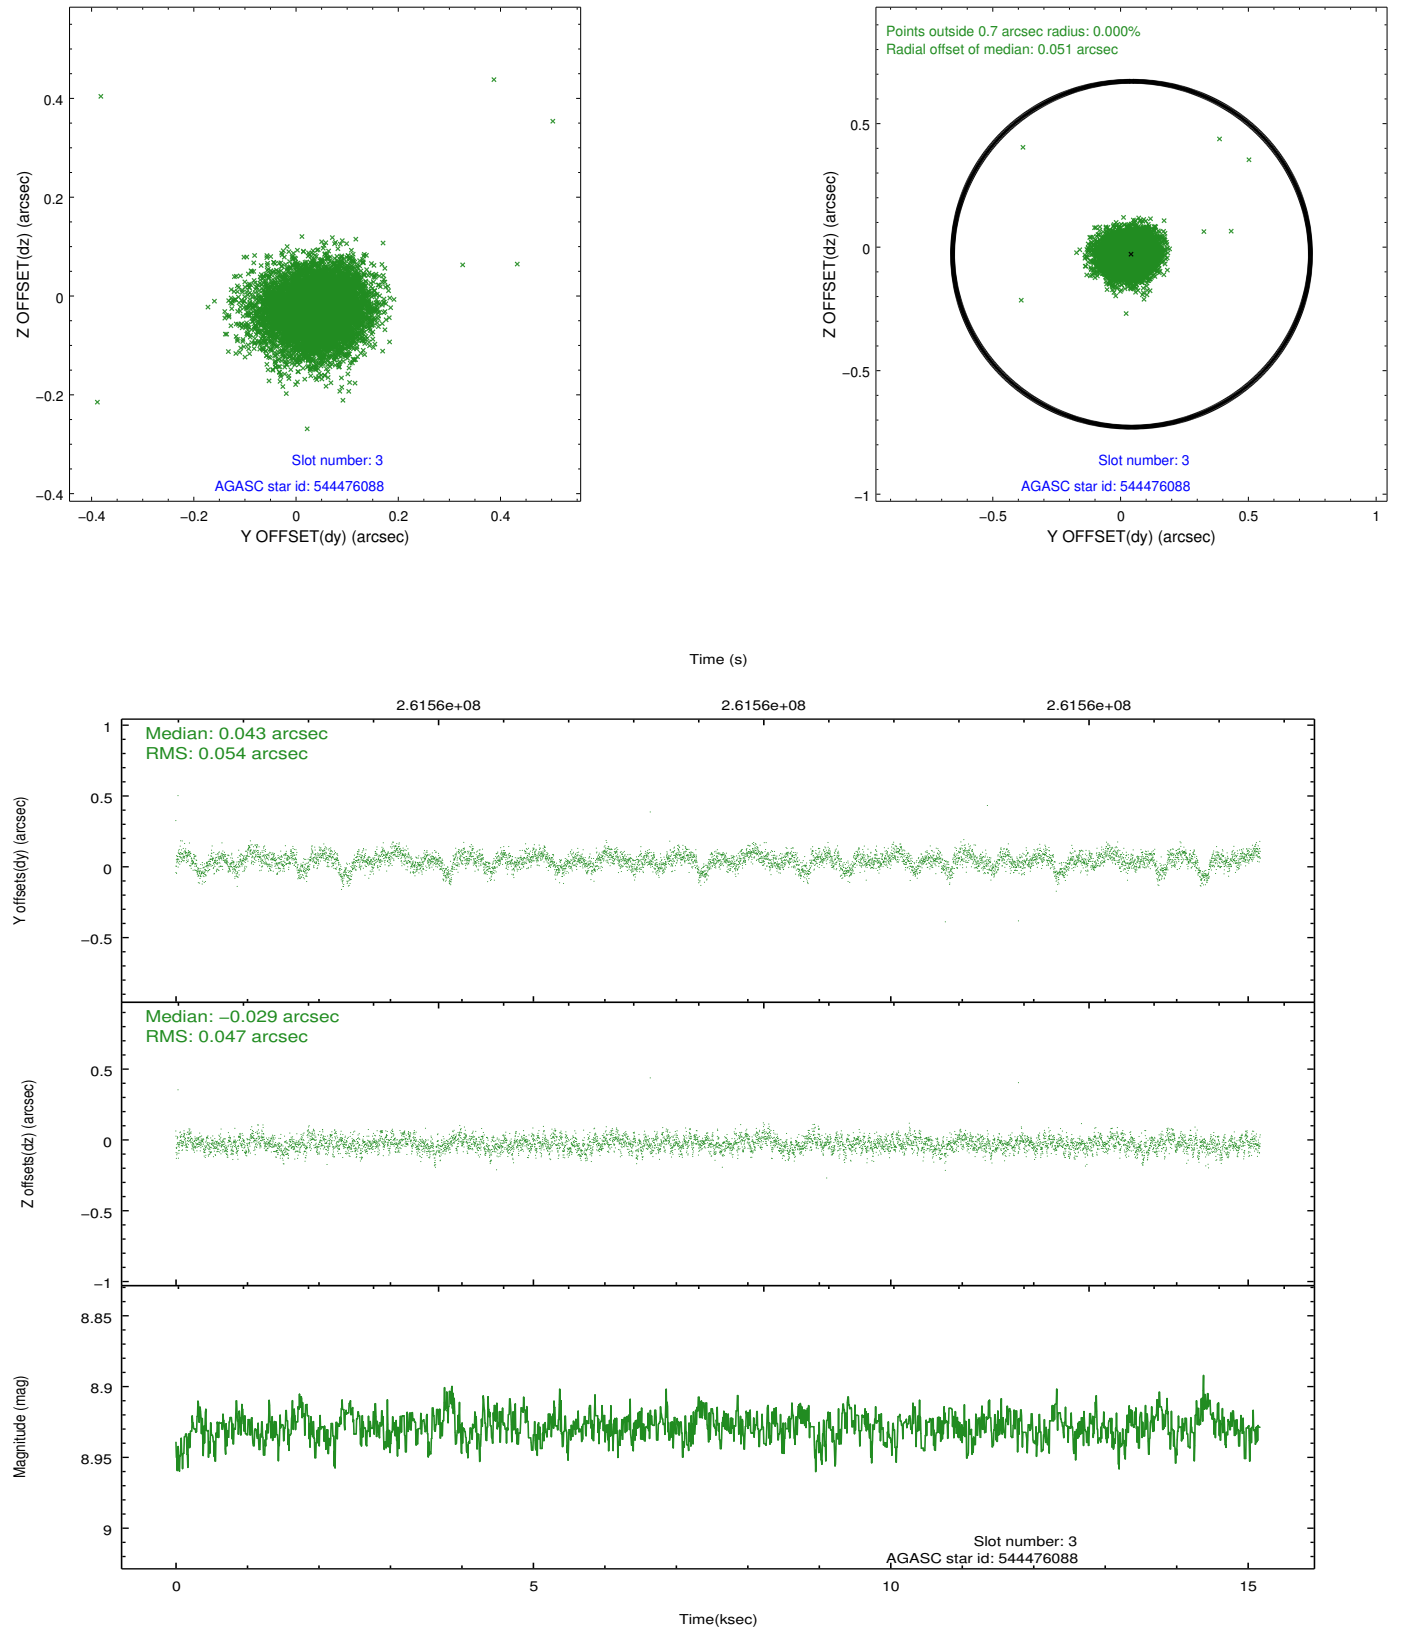 0.4
0.2
0
−0.2
−0.4
−0.4
−0.2
0
0.2
0.4
Z OFFSET(dz) (arcsec)
Y OFFSET(dy) (arcsec)
Slot number: 3
AGASC star id: 544476088
Points outside 0.7 arcsec radius: 0.000%
Radial offset of median: 0.051 arcsec
0.5
0
−0.5
−1
−0.5
0
0.5
1
Z OFFSET(dz) (arcsec)
Y OFFSET(dy) (arcsec)
Slot number: 3
AGASC star id: 544476088
Time (s)
2.6156e+08
2.6156e+08
2.6156e+08
Median: 0.043 arcsec
RMS: 0.054 arcsec
1
0.5
0
−0.5
Y offsets(dy) (arcsec)
Median: −0.029 arcsec
RMS: 0.047 arcsec
0.5
0
−0.5
−1
Z offsets(dz) (arcsec)
8.85
8.9
8.95
9
Magnitude (mag)
Slot number: 3
AGASC star id: 544476088
0
5
10
15
Time(ksec)